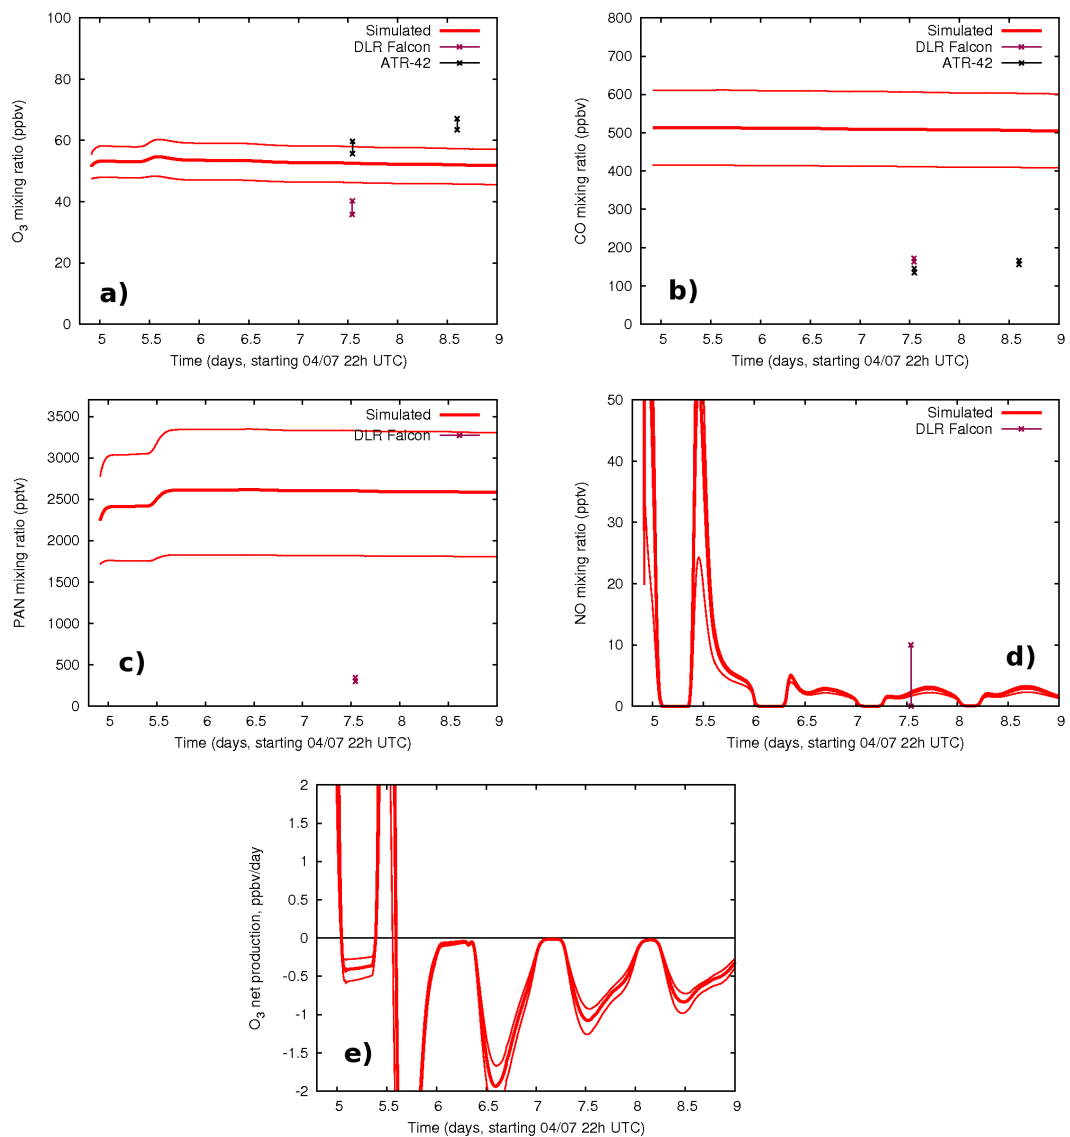 100
80
60
40
20
0
O3 mixing ratio (ppbv)
Simulated
DLR Falcon
ATR-42
a)
5 5.5 6 6.5 7 7.5 8 8.5 9
Time (days, starting 04/07 22h UTC)
800
700
600
500
400
300
200
100
0
CO mixing ratio (ppbv)
Simulated
DLR Falcon
ATR-42
b)
5 5.5 6 6.5 7 7.5 8 8.5 9
Time (days, starting 04/07 22h UTC)
3500
3000
2500
2000
1500
1000
500
0
PAN mixing ratio (pptv)
Simulated
DLR Falcon
c)
5 5.5 6 6.5 7 7.5 8 8.5 9
Time (days, starting 04/07 22h UTC)
50
40
30
20
10
0
NO mixing ratio (pptv)
Simulated
DLR Falcon
d)
5 5.5 6 6.5 7 7.5 8 8.5 9
Time (days, starting 04/07 22h UTC)
2
1.5
1
0.5
0
-0.5
-1
-1.5
-2
O3 net production, ppbv/day
e)
5 5.5 6 6.5 7 7.5 8 8.5 9
Time (days, starting 04/07 22h UTC)